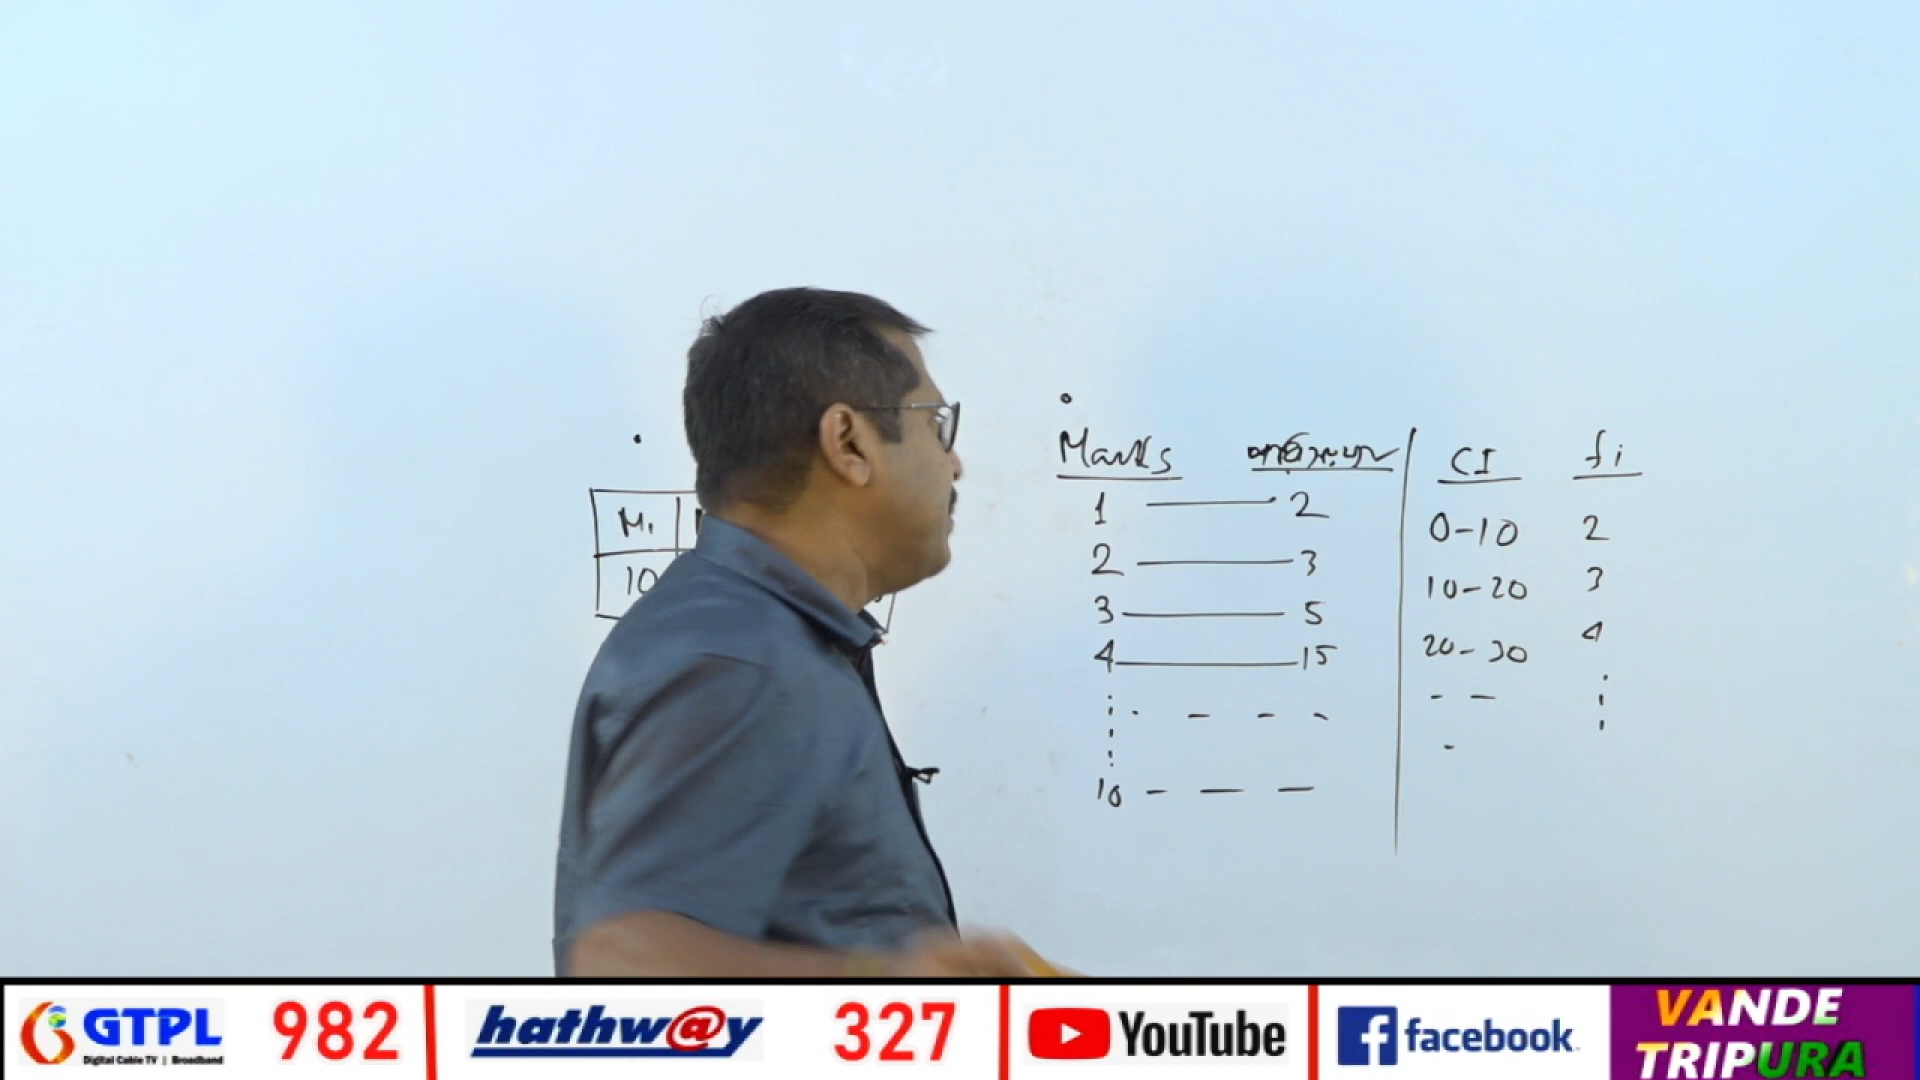 Marks পরিসংখ্যা CI fi
1 — 2 0-10 2
2 — 3 10-20 3
3 — 5 20-30 4
4 — 15
10
M1
10
GTPL 982 hathw@y 327 YouTube facebook VANDE
Digital Cable TV | Broadband TRIPURA